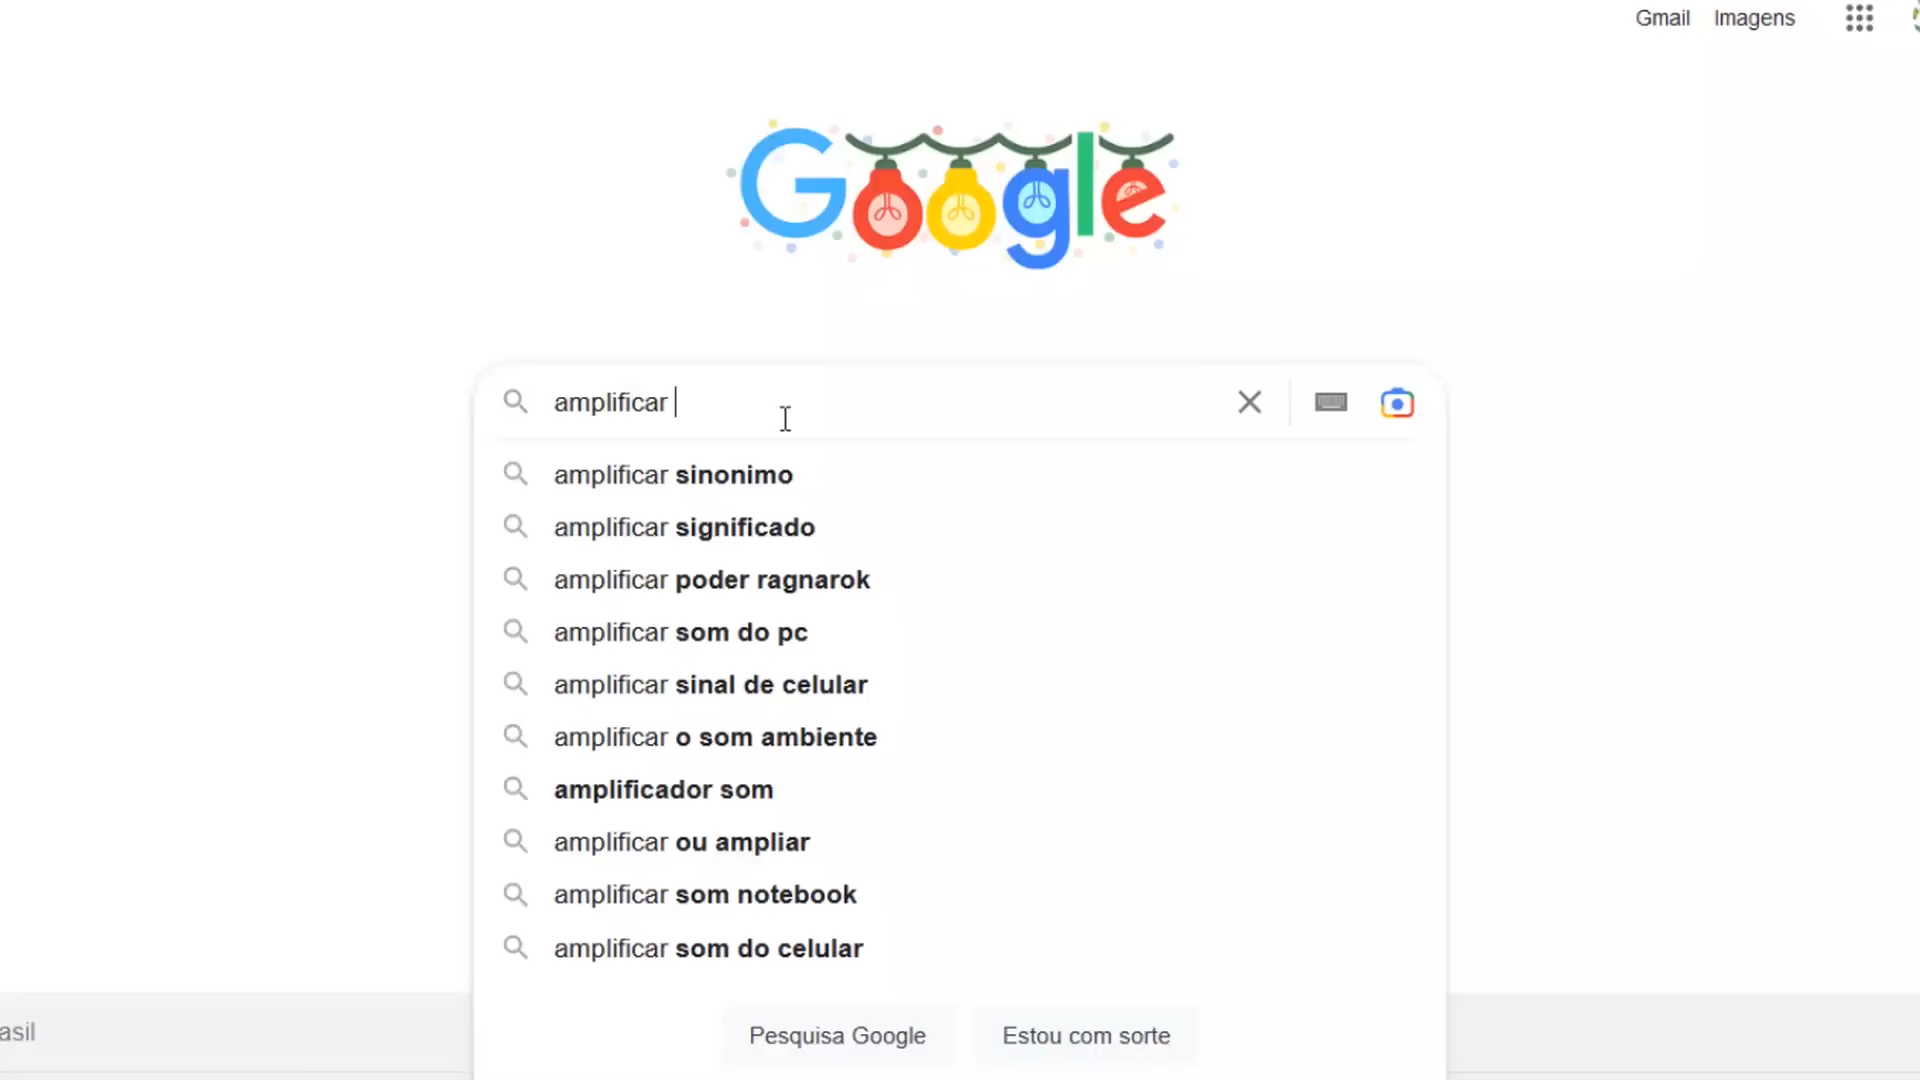 Gmail Imagens
Google
amplificar
amplificar sinonimo
amplificar significado
amplificar poder ragnarok
amplificar som do pc
amplificar sinal de celular
amplificar o som ambiente
amplificador som
amplificar ou ampliar
amplificar som notebook
amplificar som do celular
Pesquisa Google Estou com sorte
asil